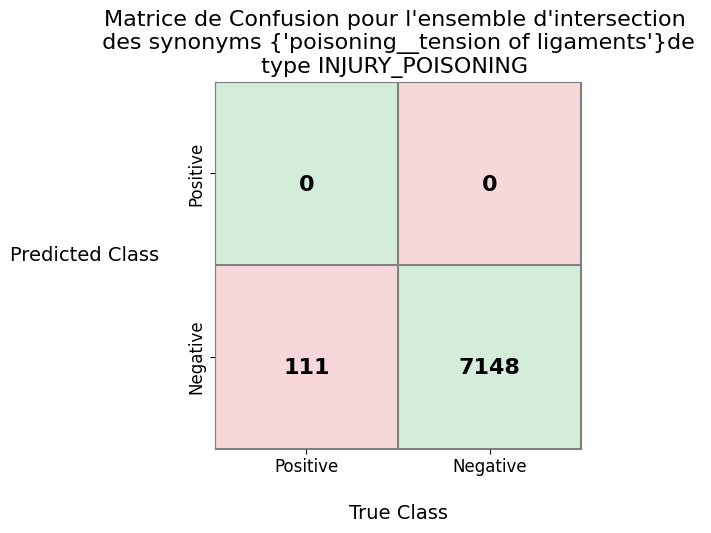 Matrice de Confusion pour l'ensemble d'intersection
des synonyms {'poisoning__tension of ligaments'}de
type INJURY_POISONING
Positive
0
0
Predicted Class
Negative
111
7148
Positive
Negative
True Class